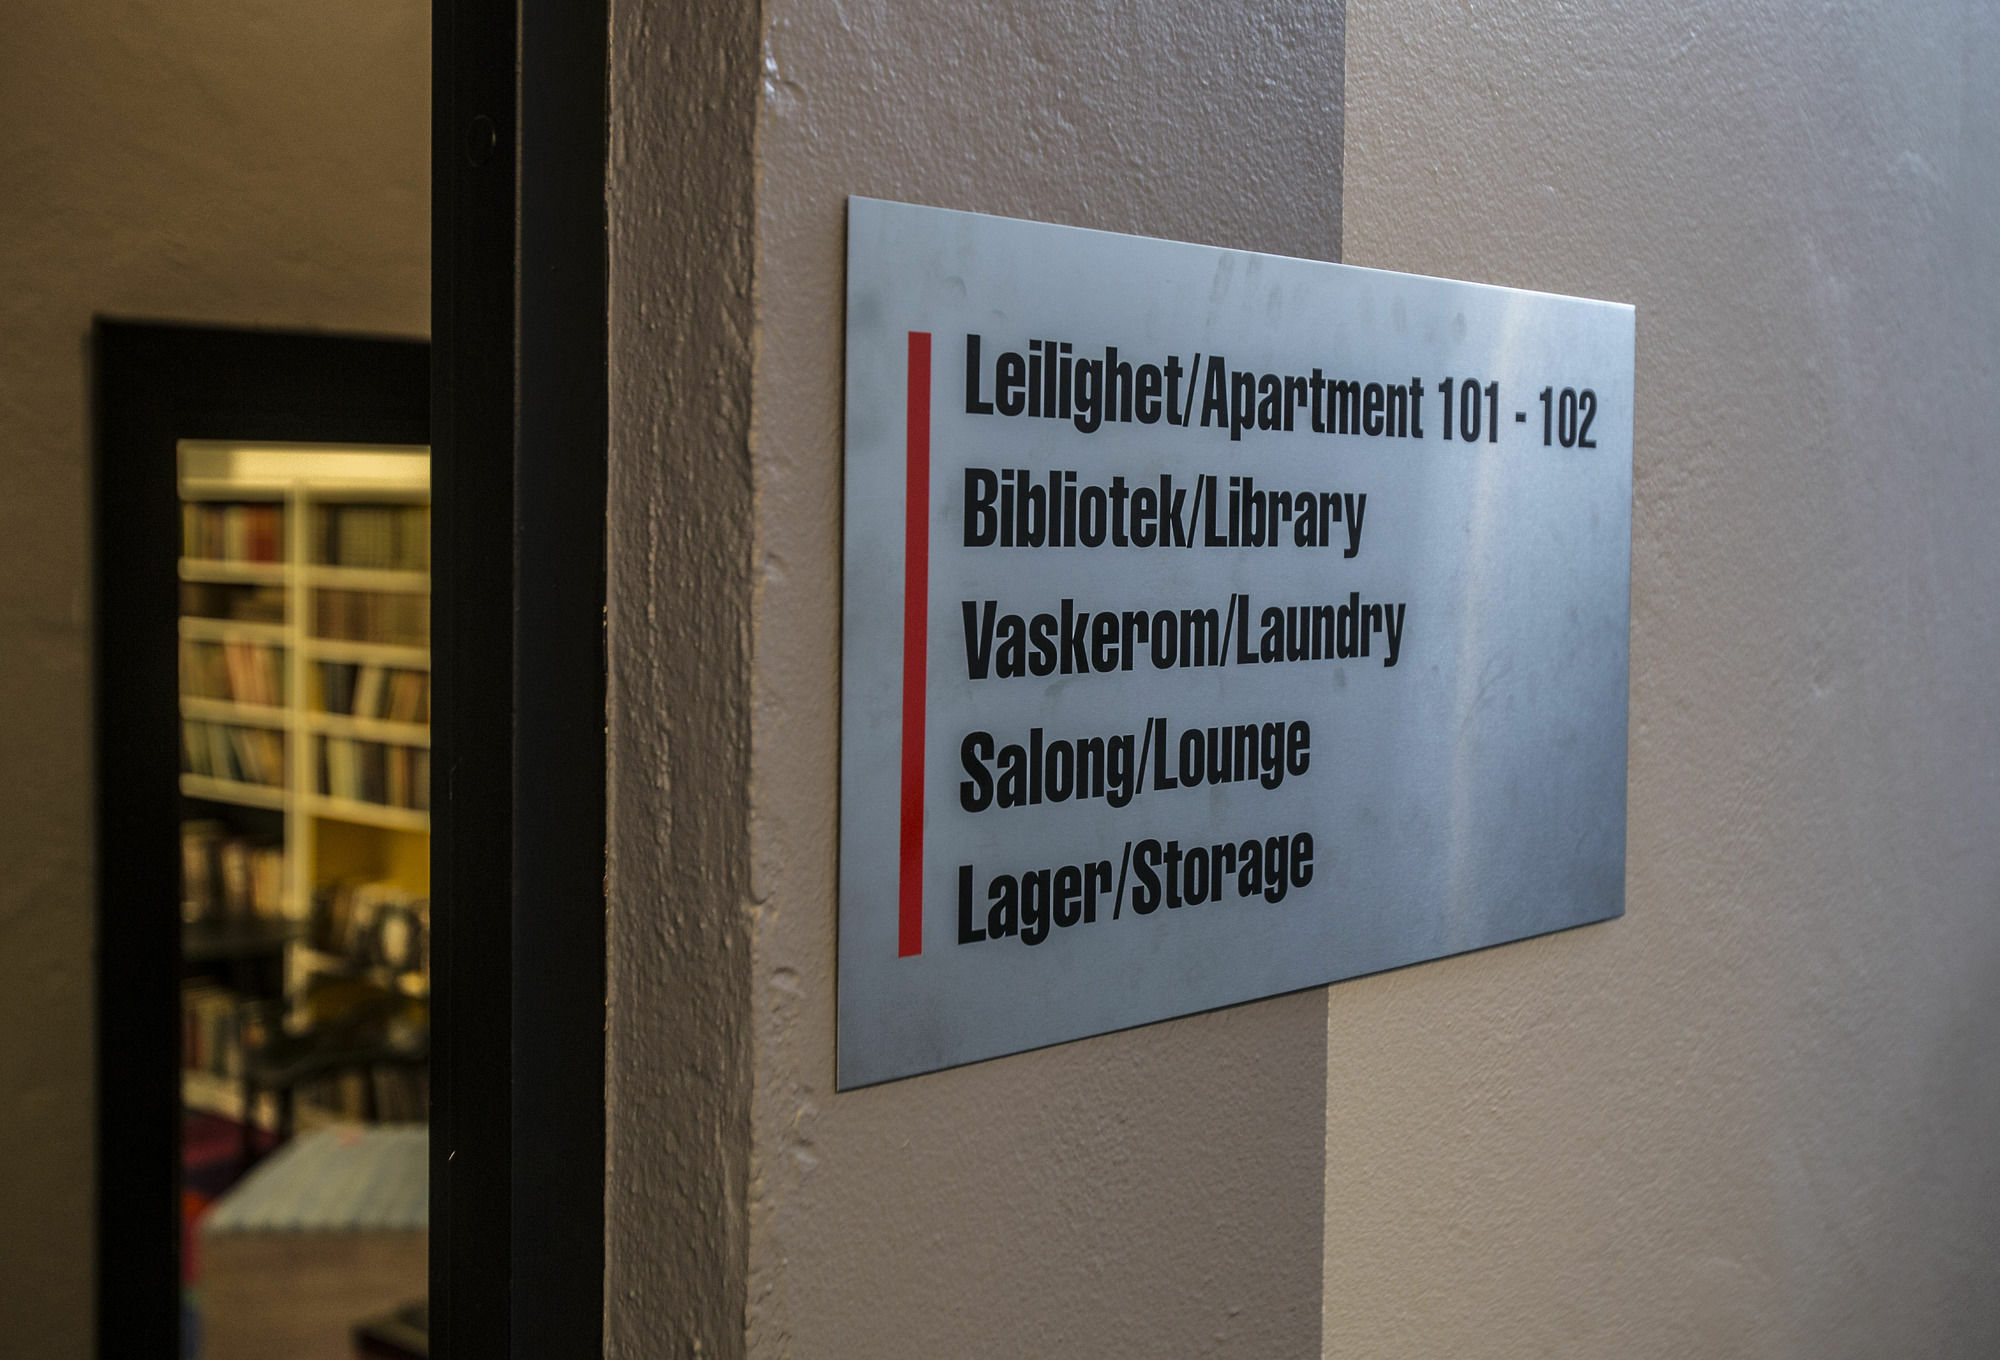 Leilighet/Apartment 101 - 102
Bibliotek/Library
Vaskerom/Laundry
Salong/Lounge
Lager/Storage